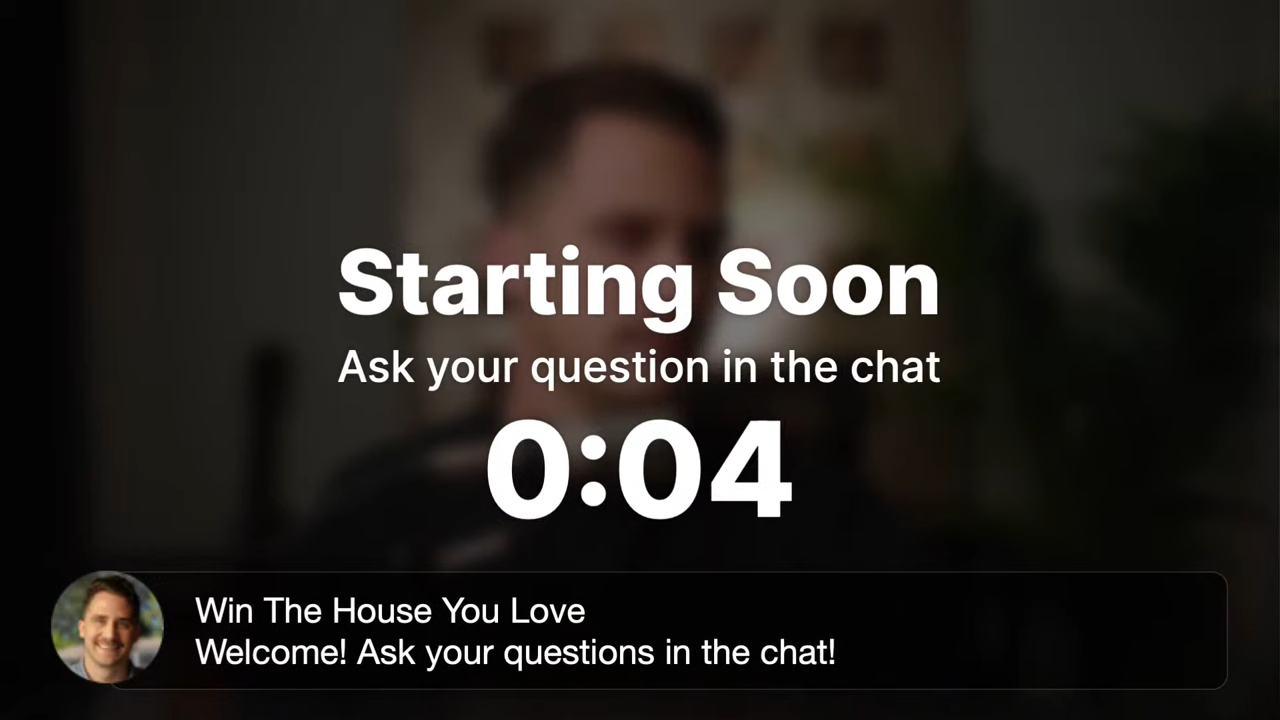 Starting Soon
Ask your question in the chat
0:04
Win The House You Love
Welcome! Ask your questions in the chat!